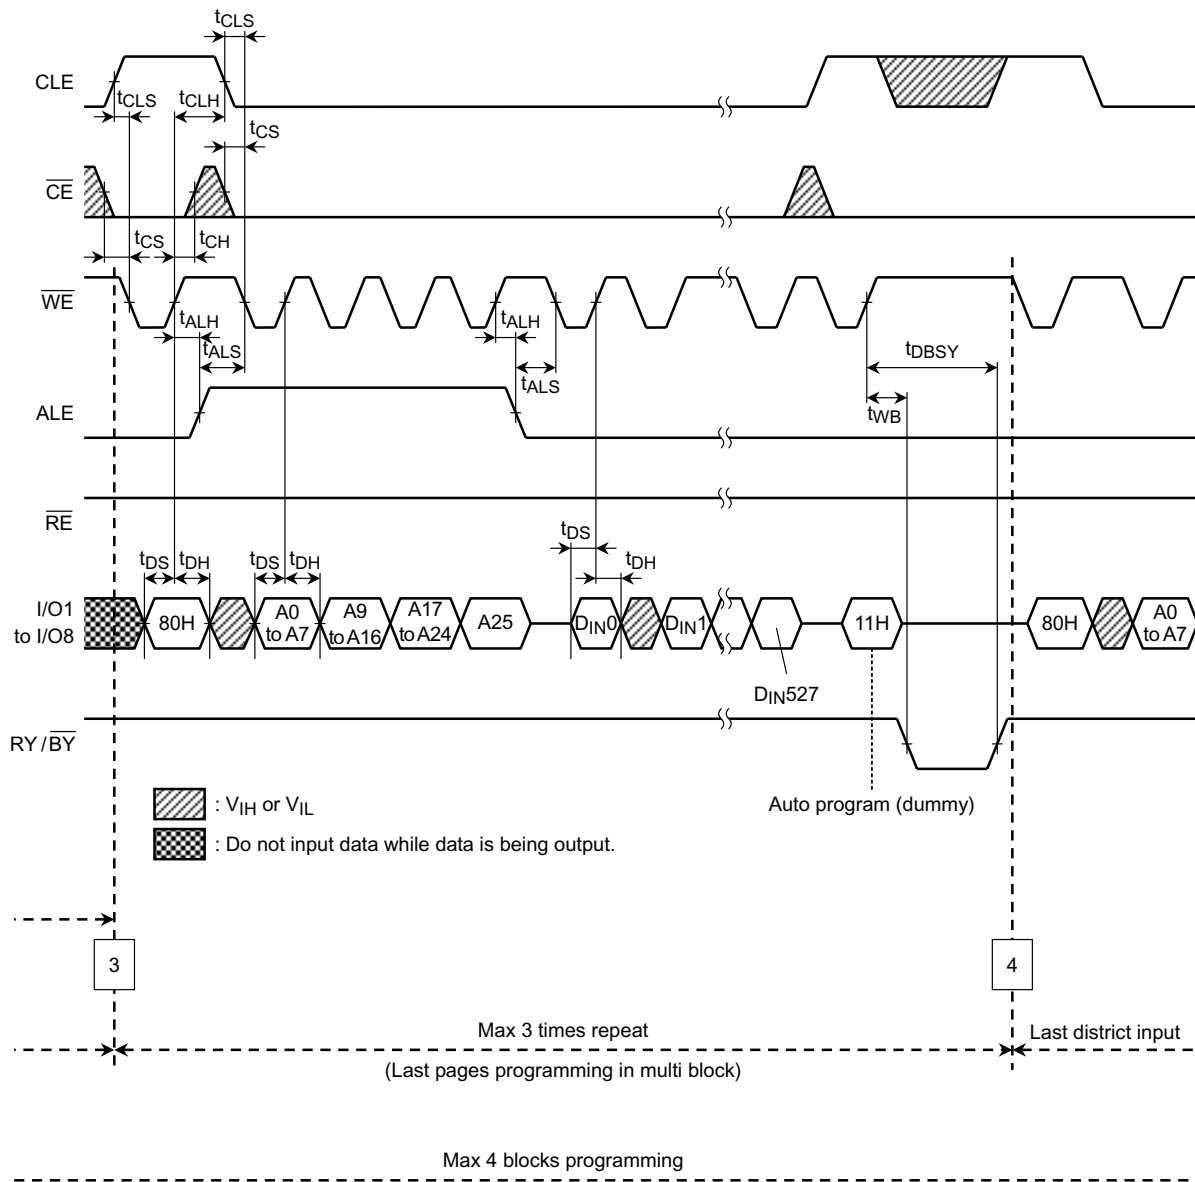 tCLS
CLE
tCLS tCLH
tCS
CE
tCS tCH
WE
tALH tALH
tALS tDBSY
tALS
ALE tWB
RE
tDS
tDS tDH tDS tDH tDH
I/O1
to I/O8
80H
A0
to A7
A9
to A16
A17
to A24
A25
DIN0
DIN1
11H
80H
A0
to A7
DIN527
RY/BY
: VIH or VIL
Auto program (dummy)
: Do not input data while data is being output.
3
4
Max 3 times repeat
Last district input
(Last pages programming in multi block)
Max 4 blocks programming